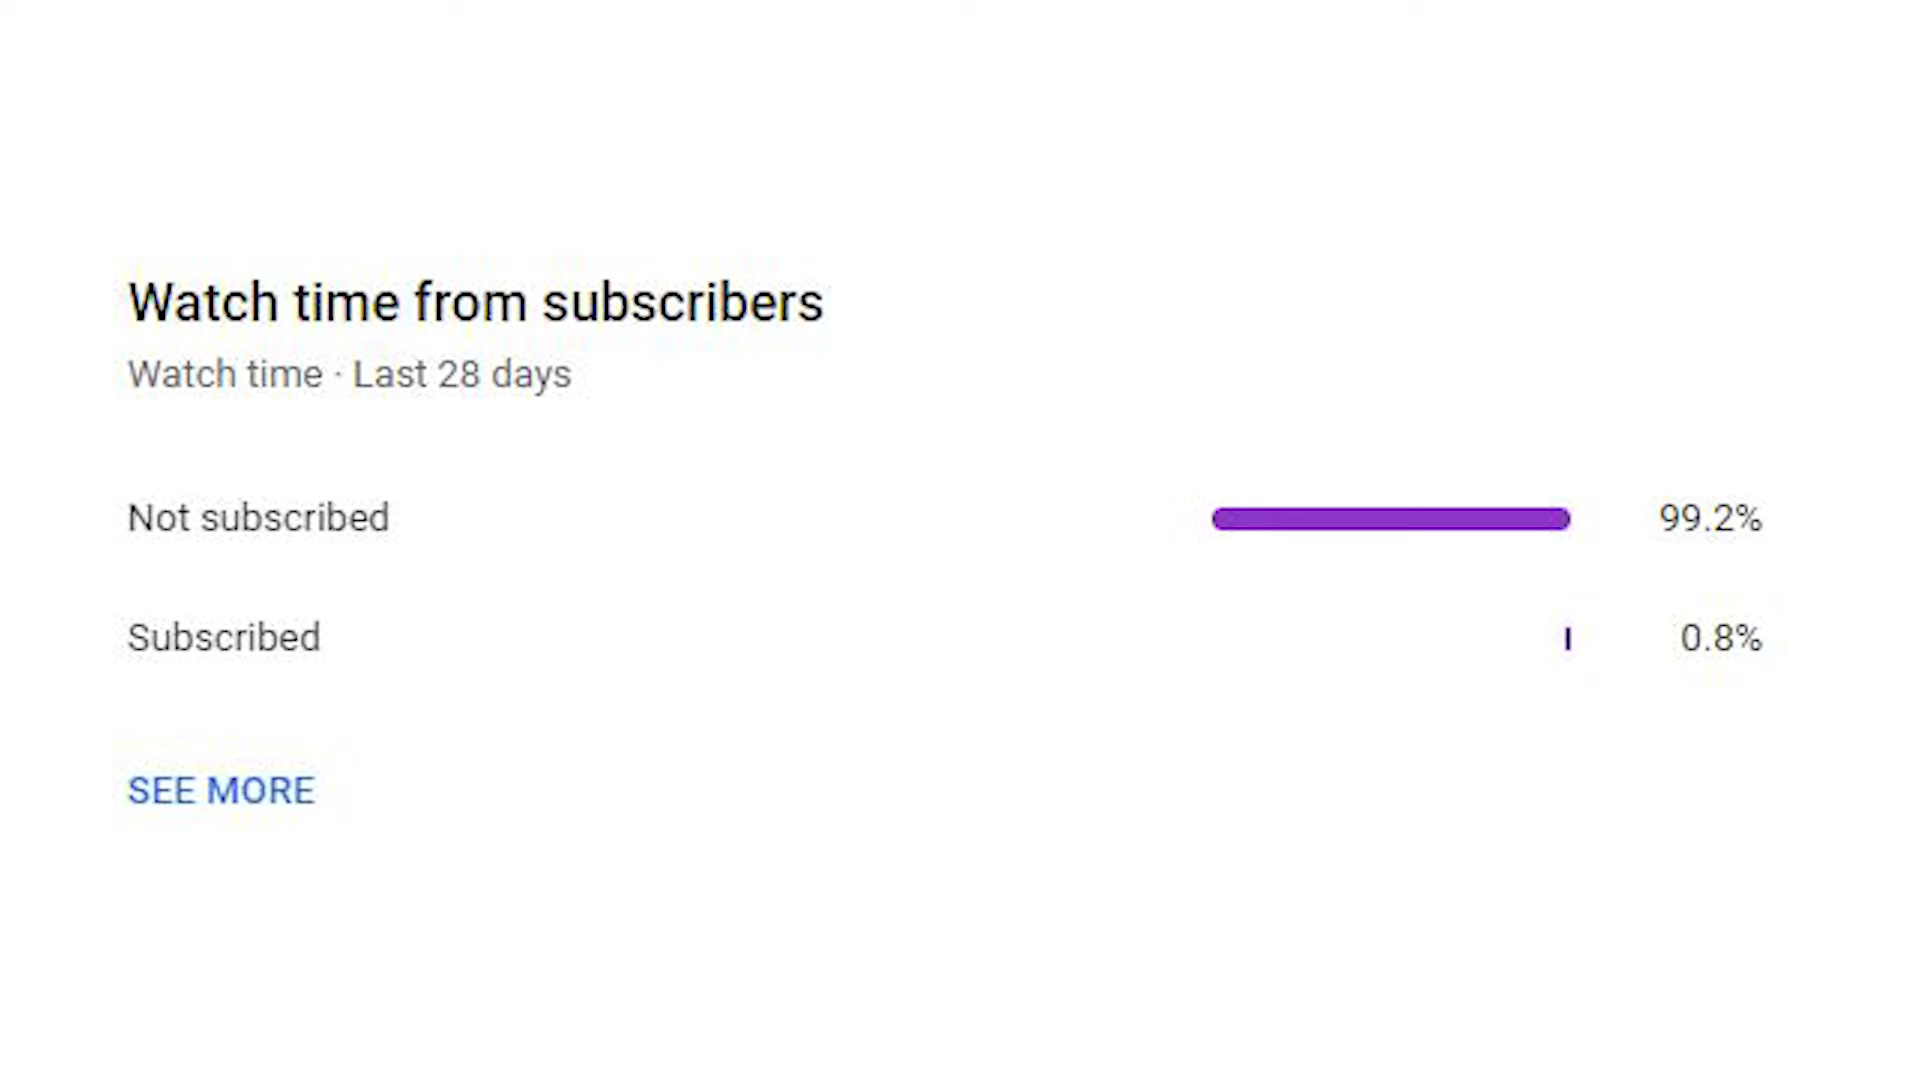 Watch time from subscribers
Watch time · Last 28 days
Not subscribed 99.2%
Subscribed 0.8%
SEE MORE